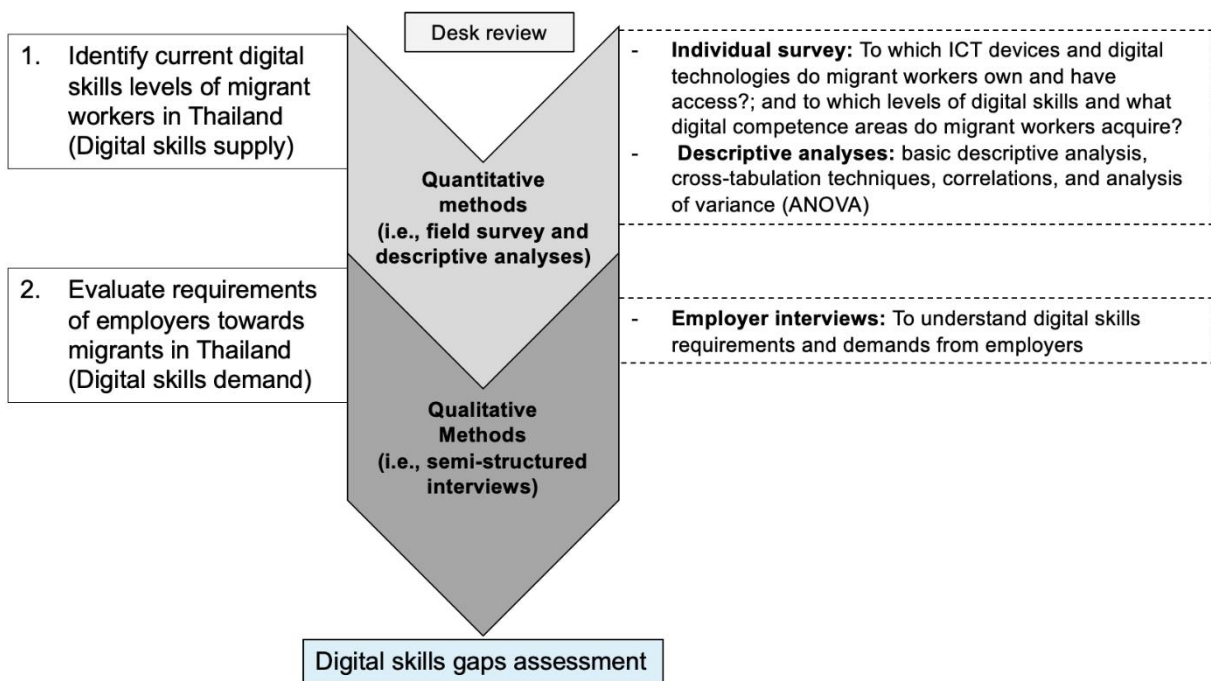 Desk review
1. Identify current digital
skills levels of migrant
workers in Thailand
(Digital skills supply)
- Individual survey: To which ICT devices and digital
technologies do migrant workers own and have
access?; and to which levels of digital skills and what
digital competence areas do migrant workers acquire?
- Descriptive analyses: basic descriptive analysis,
cross-tabulation techniques, correlations, and analysis
of variance (ANOVA)
Quantitative
methods
(i.e., field survey and
descriptive analyses)
2. Evaluate requirements
of employers towards
migrants in Thailand
(Digital skills demand)
- Employer interviews: To understand digital skills
requirements and demands from employers
Qualitative
Methods
(i.e., semi-structured
interviews)
Digital skills gaps assessment